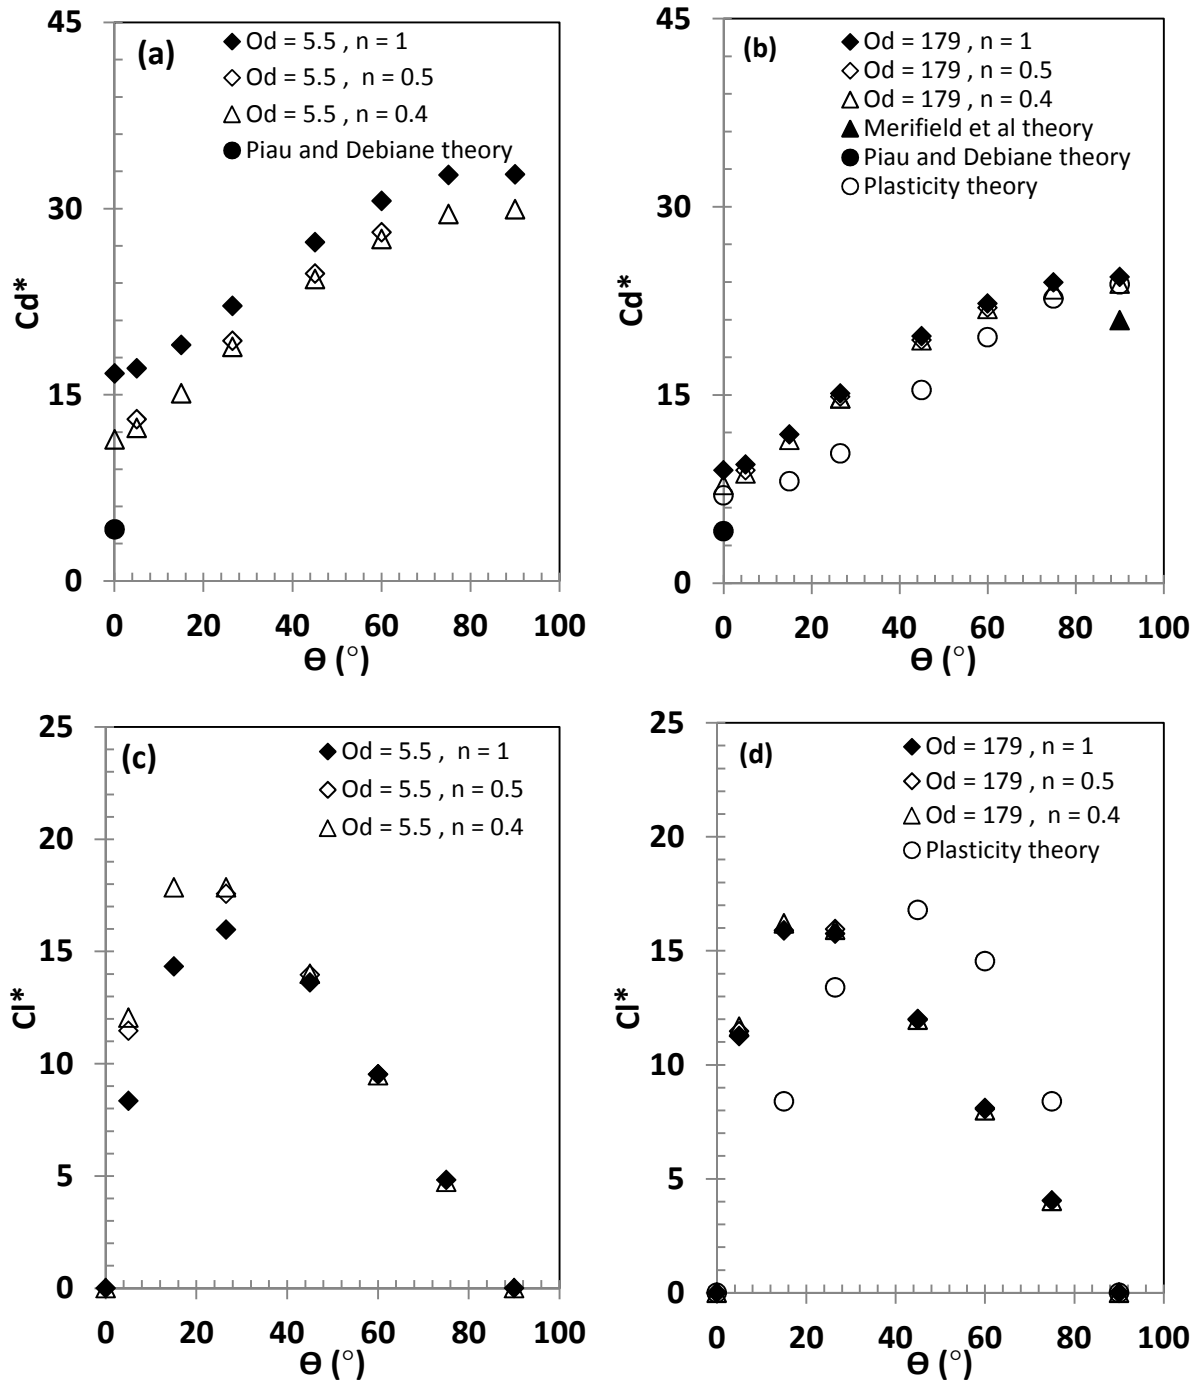 (a)
Od = 5.5 , n = 1
Od = 5.5 , n = 0.5
Od = 5.5 , n = 0.4
Piau and Debiane theory
45
30
15
0
Cd*
0 20 40 60 80 100
Ɵ (°)
(b)
Od = 179 , n = 1
Od = 179 , n = 0.5
Od = 179 , n = 0.4
Merifield et al theory
Piau and Debiane theory
Plasticity theory
45
30
15
0
Cd*
0 20 40 60 80 100
Ɵ (°)
(c)
Od = 5.5 , n = 1
Od = 5.5 , n = 0.5
Od = 5.5 , n = 0.4
25
20
15
10
5
0
Cl*
0 20 40 60 80 100
Ɵ (°)
(d)
Od = 179 , n = 1
Od = 179 , n = 0.5
Od = 179 , n = 0.4
Plasticity theory
25
20
15
10
5
0
Cl*
0 20 40 60 80 100
Ɵ (°)